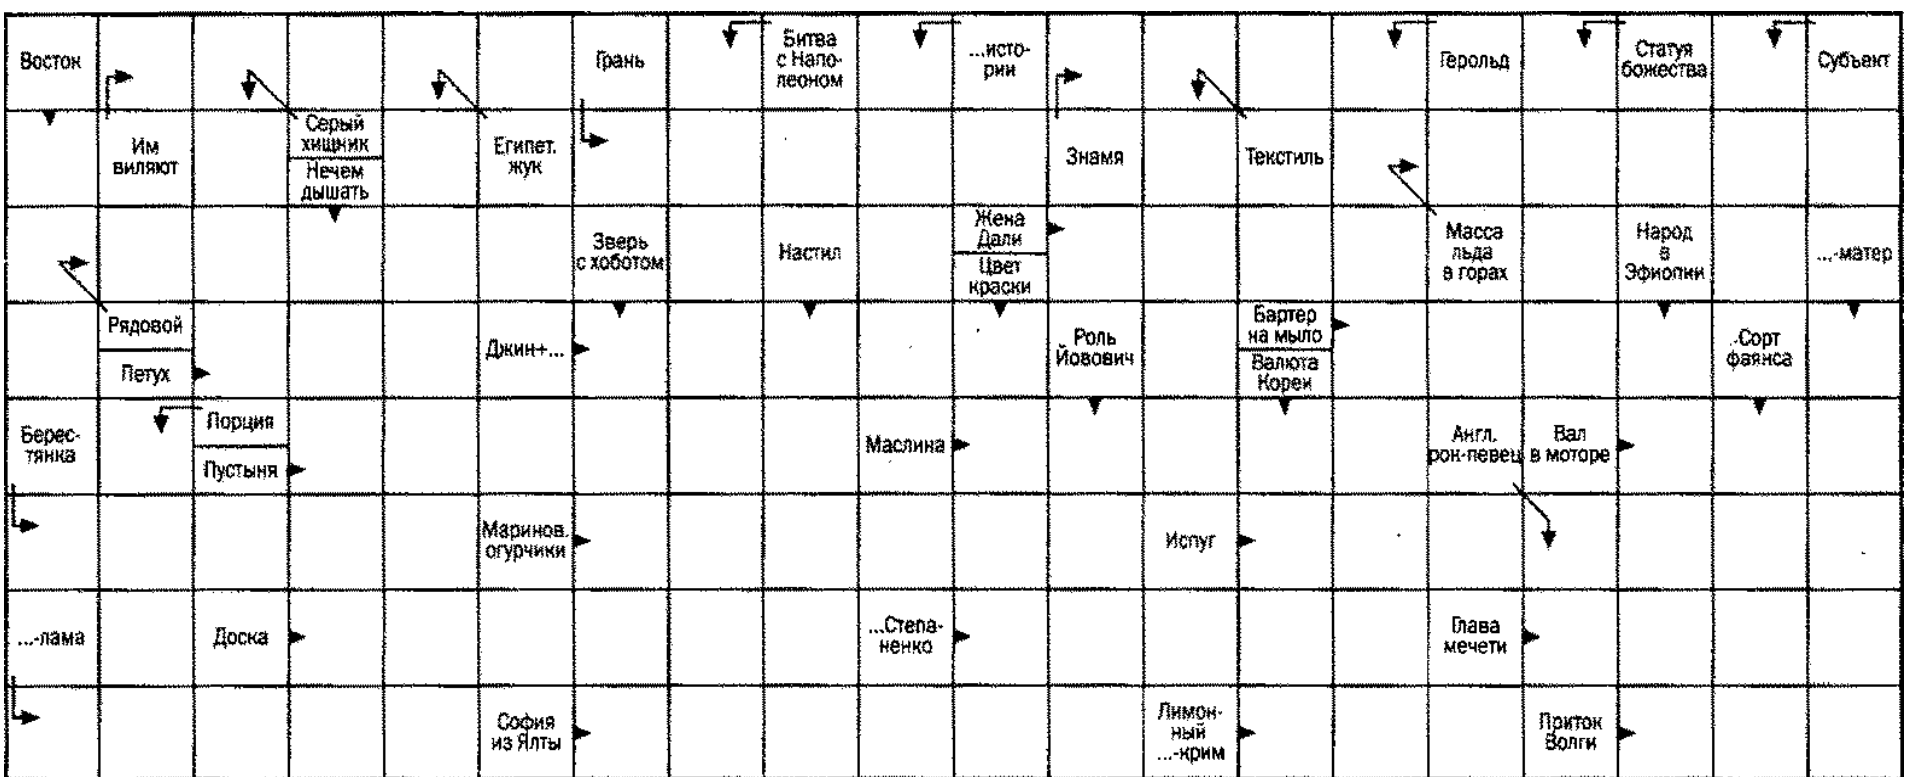 Восток
Грань
Битва
с Напо-
леоном
...исто-
рии
Герольд
Статуя
божества
Субъект
Им
виляют
Серый
хищник
Нечем
дышать
Египет.
жук
Знамя
Текстиль
Зверь
с хоботом
Настил
Жена
Дали
Цвет
краски
Масса
льда
в горах
Народ
в
Эфиопии
...-матер
Рядовой
Петух
Джин+...
Роль
Йовович
Бартер
на мыло
Валюта
Кореи
Сорт
фаянса
Берес-
тянка
Порция
Пустыня
Маслина
Англ.
рок-певец
Вал
в моторе
Маринов.
огурчики
Испуг
...-лама
Доска
...Степа-
ненко
Глава
мечети
София
из Ялты
Лимон-
ный
...-крим
Приток
Волги